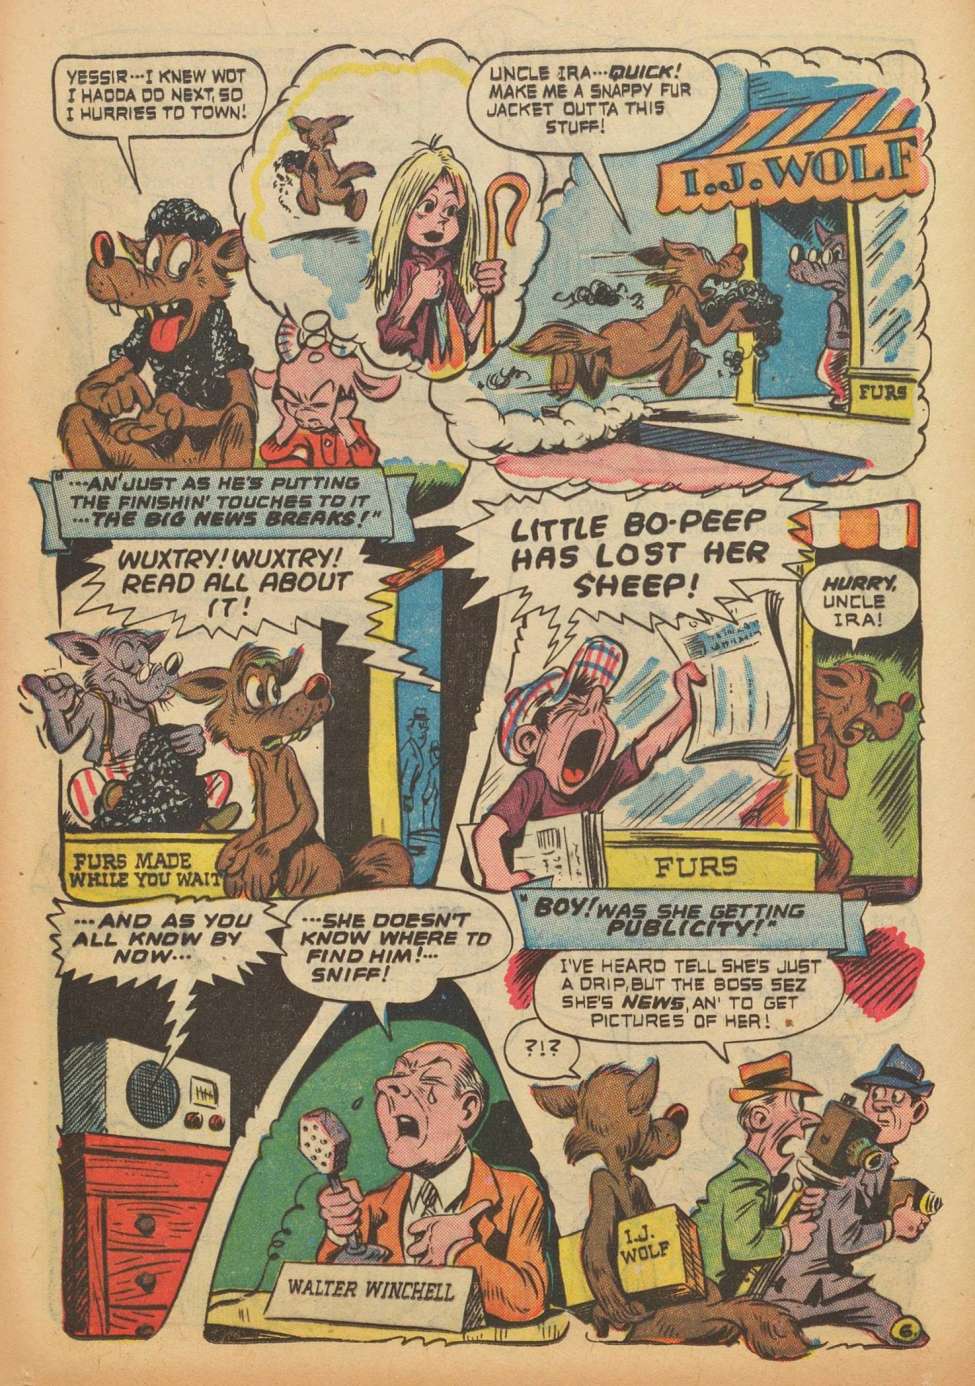 YESSIR---I KNEW WOT
I HADDA DO NEXT, SO
I HURRIES TO TOWN!
UNCLE IRA---QUICK!
MAKE ME A SNAPPY FUR
JACKET OUTTA THIS
STUFF!
I.J. WOLF
FURS
"---AN' JUST AS HE'S PUTTING
THE FINISHIN' TOUCHES TO IT
---THE BIG NEWS BREAKS!"
WUXTRY! WUXTRY!
READ ALL ABOUT
IT!
FURS MADE
WHILE YOU WAIT
LITTLE BO-PEEP
HAS LOST HER
SHEEP!
HURRY,
UNCLE
IRA!
FURS
"BOY! WAS SHE GETTING
PUBLICITY!"
---AND AS YOU
ALL KNOW BY
NOW---
---SHE DOESN'T
KNOW WHERE TO
FIND HIM!---
SNIFF!
WALTER WINCHELL
I'VE HEARD TELL SHE'S JUST
A DRIP, BUT THE BOSS SEZ
SHE'S NEWS, AN' TO GET
PICTURES OF HER!
?!?
I.J.
WOLF
6.